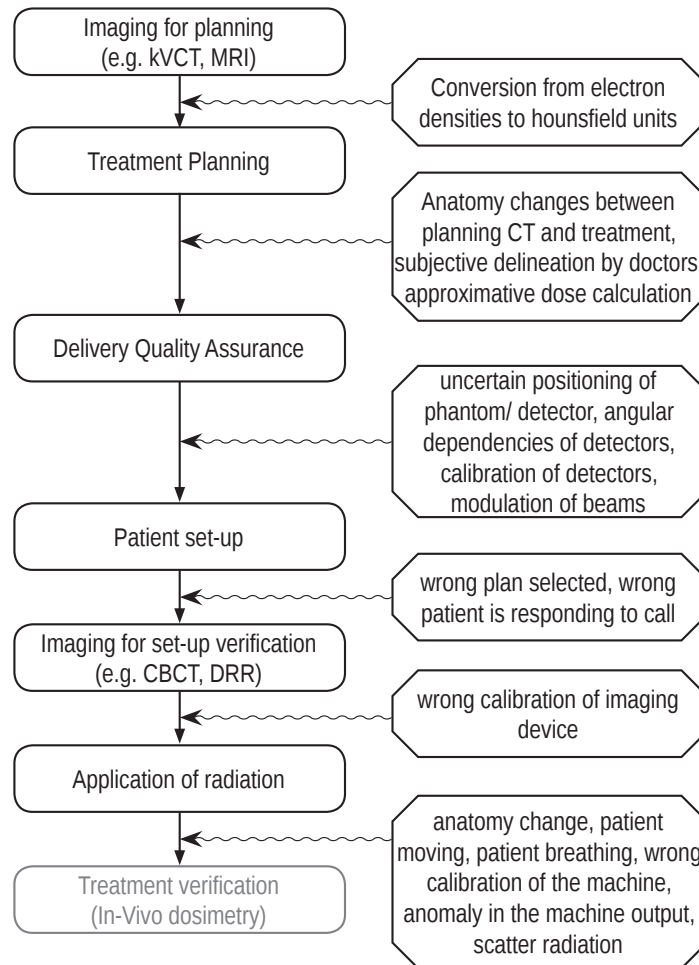 Imaging for planning
(e.g. kVCT, MRI)
Conversion from electron
densities to hounsfield units
Treatment Planning
Anatomy changes between
planning CT and treatment,
subjective delineation by doctors
approximative dose calculation
Delivery Quality Assurance
uncertain positioning of
phantom/ detector, angular
dependencies of detectors,
calibration of detectors,
modulation of beams
Patient set-up
wrong plan selected, wrong
patient is responding to call
Imaging for set-up verification
(e.g. CBCT, DRR)
wrong calibration of imaging
device
Application of radiation
anatomy change, patient
moving, patient breathing, wrong
calibration of the machine,
anomaly in the machine output,
scatter radiation
Treatment verification
(In-Vivo dosimetry)